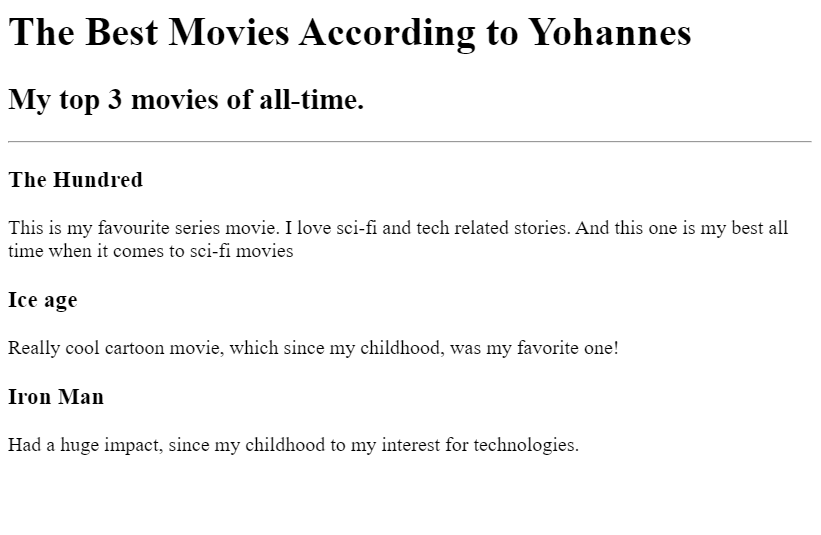 The Best Movies According to Yohannes
My top 3 movies of all-time.
The Hundred
This is my favourite series movie. I love sci-fi and tech related stories. And this one is my best all
time when it comes to sci-fi movies
Ice age
Really cool cartoon movie, which since my childhood, was my favorite one!
Iron Man
Had a huge impact, since my childhood to my interest for technologies.